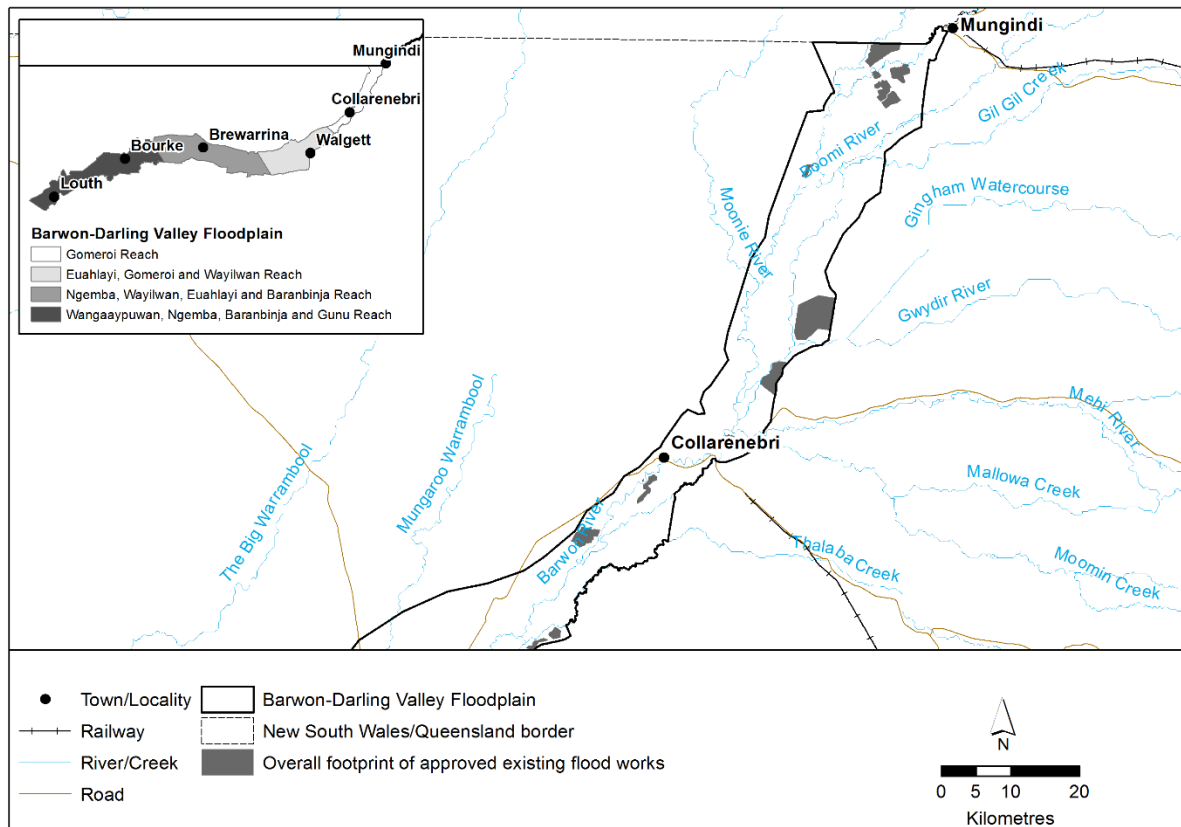 Mungindi
Collarenebri
Brewarrina
Walgett
Bourke
Louth
Barwon-Darling Valley Floodplain
Gomeroi Reach
Euahlayi, Gomeroi and Wayilwan Reach
Ngemba, Wayilwan, Euahlayi and Baranbinja Reach
Wangaaypuwan, Ngemba, Baranbinja and Gunu Reach
Mungindi
Gil Gil Creek
Boomi River
Moonie River
Gingham Watercourse
Gwydir River
Mehi River
Collarenebri
Mallowa Creek
Mungaroo Warrambool
The Big Warrambool
Barwon River
Thalaba Creek
Moomin Creek
Town/Locality
Railway
River/Creek
Road
Barwon-Darling Valley Floodplain
New South Wales/Queensland border
Overall footprint of approved existing flood works
N
0 5 10 20
Kilometres